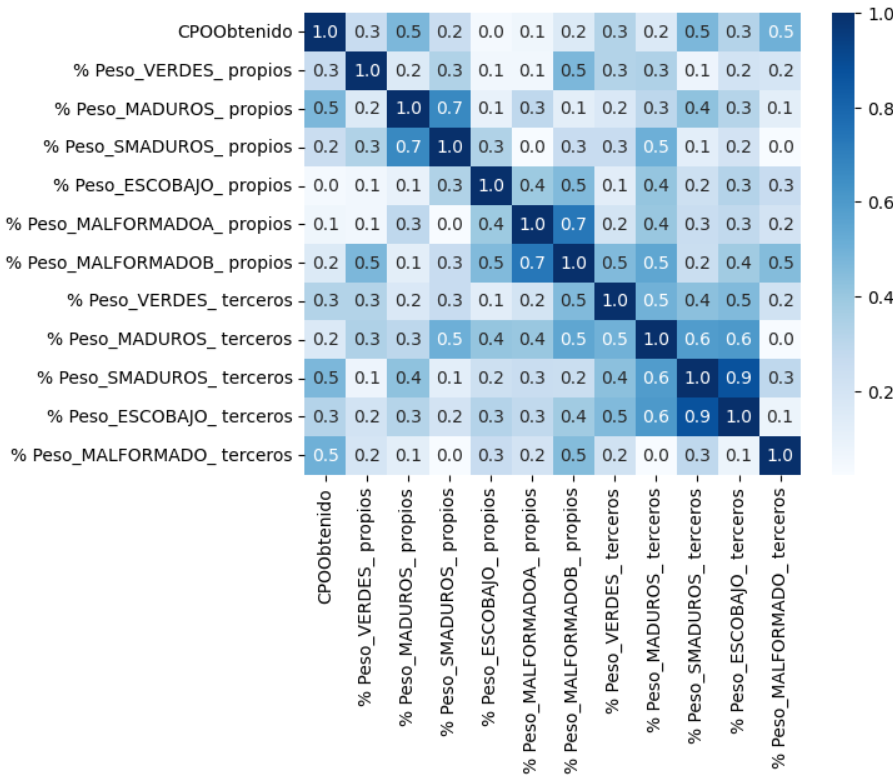 CPOObtenido 1.0 0.3 0.5 0.2 0.0 0.1 0.2 0.3 0.2 0.5 0.3 0.5
% Peso_VERDES_ propios 0.3 1.0 0.2 0.3 0.1 0.1 0.5 0.3 0.3 0.1 0.2 0.2
% Peso_MADUROS_ propios 0.5 0.2 1.0 0.7 0.1 0.3 0.1 0.2 0.3 0.4 0.3 0.1
% Peso_SMADUROS_ propios 0.2 0.3 0.7 1.0 0.3 0.0 0.3 0.3 0.5 0.1 0.2 0.0
% Peso_ESCOBAJO_ propios 0.0 0.1 0.1 0.3 1.0 0.4 0.5 0.1 0.4 0.2 0.3 0.3
% Peso_MALFORMADOA_ propios 0.1 0.1 0.3 0.0 0.4 1.0 0.7 0.2 0.4 0.3 0.3 0.2
% Peso_MALFORMADOB_ propios 0.2 0.5 0.1 0.3 0.5 0.7 1.0 0.5 0.5 0.2 0.4 0.5
% Peso_VERDES_ terceros 0.3 0.3 0.2 0.3 0.1 0.2 0.5 1.0 0.5 0.4 0.5 0.2
% Peso_MADUROS_ terceros 0.2 0.3 0.3 0.5 0.4 0.4 0.5 0.5 1.0 0.6 0.6 0.0
% Peso_SMADUROS_ terceros 0.5 0.1 0.4 0.1 0.2 0.3 0.2 0.4 0.6 1.0 0.9 0.3
% Peso_ESCOBAJO_ terceros 0.3 0.2 0.3 0.2 0.3 0.3 0.4 0.5 0.6 0.9 1.0 0.1
% Peso_MALFORMADO_ terceros 0.5 0.2 0.1 0.0 0.3 0.2 0.5 0.2 0.0 0.3 0.1 1.0
CPOObtenido
% Peso_VERDES_ propios
% Peso_MADUROS_ propios
% Peso_SMADUROS_ propios
% Peso_ESCOBAJO_ propios
% Peso_MALFORMADOA_ propios
% Peso_MALFORMADOB_ propios
% Peso_VERDES_ terceros
% Peso_MADUROS_ terceros
% Peso_SMADUROS_ terceros
% Peso_ESCOBAJO_ terceros
% Peso_MALFORMADO_ terceros
1.0
0.8
0.6
0.4
0.2